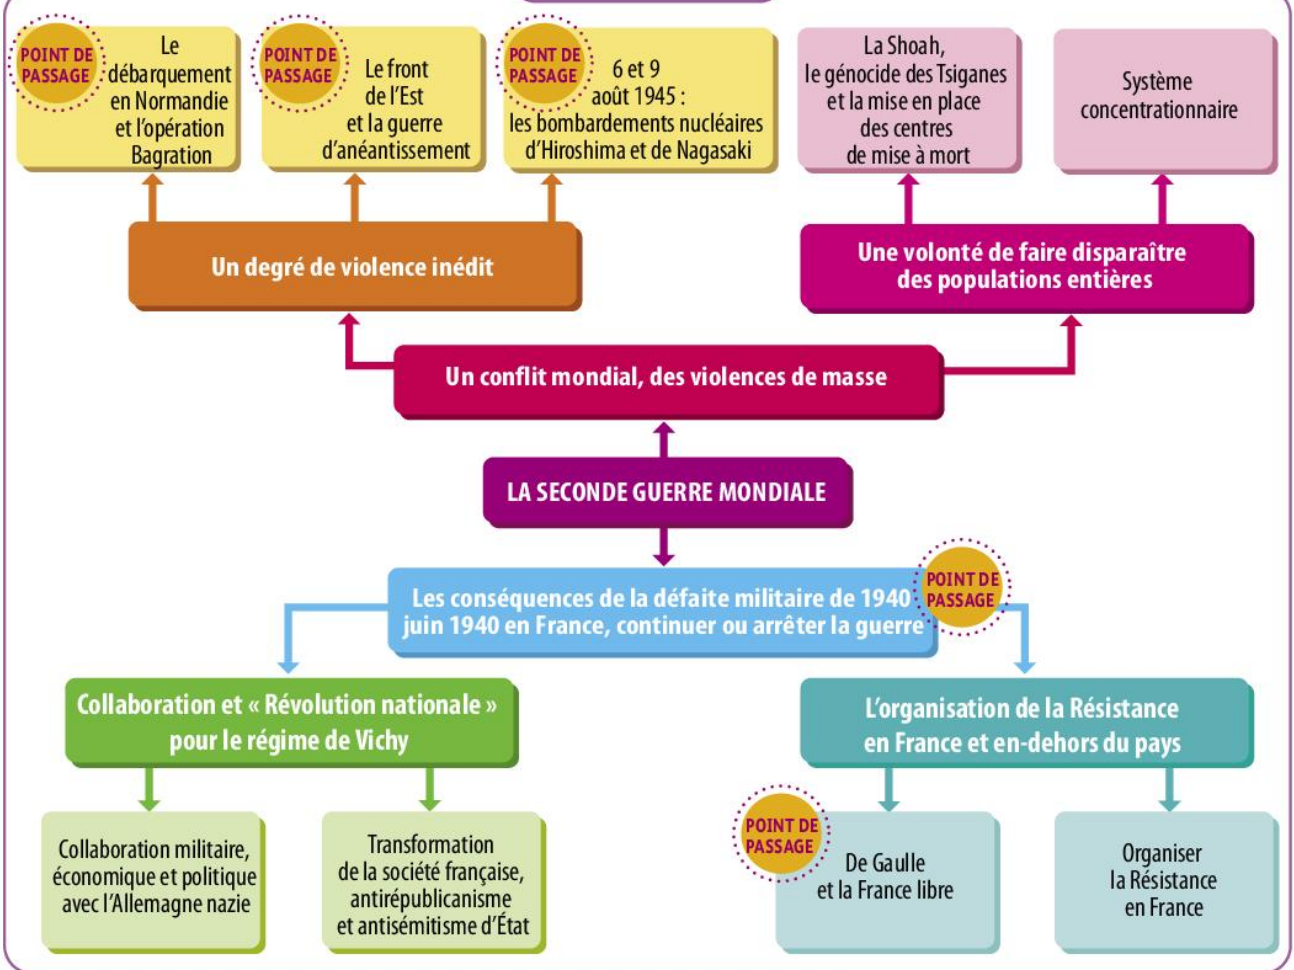 POINT DE
PASSAGE
Le
débarquement
en Normandie
et l’opération
Bagration
POINT DE
PASSAGE
Le front
de l’Est
et la guerre
d’anéantissement
POINT DE
PASSAGE
6 et 9
août 1945 :
les bombardements nucléaires
d’Hiroshima et de Nagasaki
La Shoah,
le génocide des Tsiganes
et la mise en place
des centres
de mise à mort
Système
concentrationnaire
Un degré de violence inédit
Une volonté de faire disparaître
des populations entières
Un conflit mondial, des violences de masse
LA SECONDE GUERRE MONDIALE
Les conséquences de la défaite militaire de 1940
juin 1940 en France, continuer ou arrêter la guerre
POINT DE
PASSAGE
Collaboration et « Révolution nationale »
pour le régime de Vichy
L’organisation de la Résistance
en France et en-dehors du pays
Collaboration militaire,
économique et politique
avec l’Allemagne nazie
Transformation
de la société française,
antirépublicanisme
et antisémitisme d’État
POINT DE
PASSAGE
De Gaulle
et la France libre
Organiser
la Résistance
en France